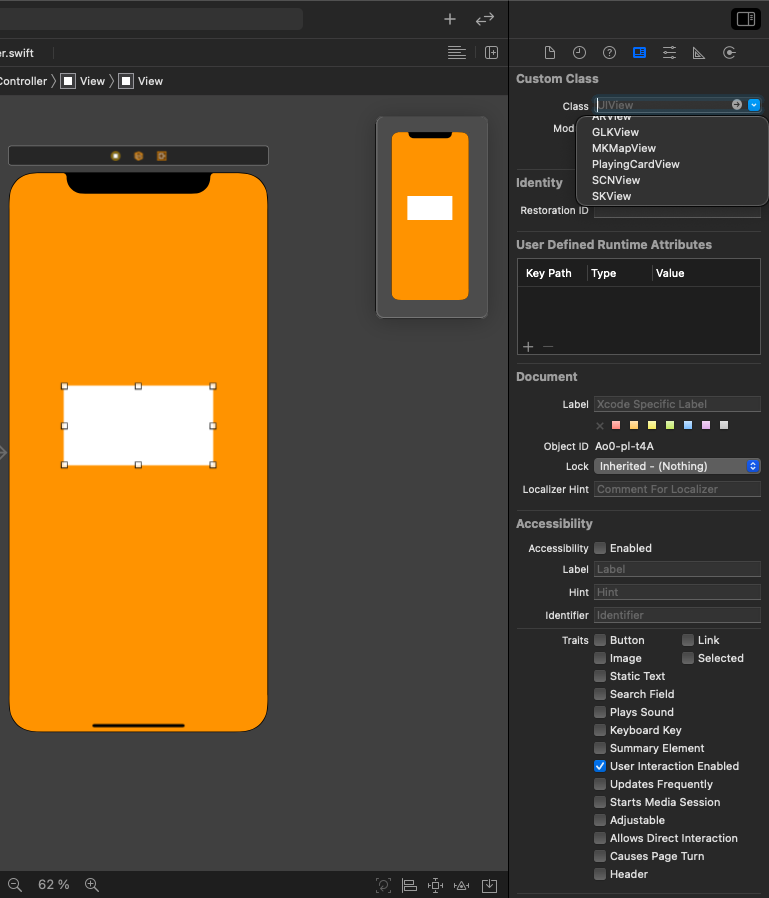 er.swift
Controller
View
View
Custom Class
Class
UIView
Mod
ARView
GLKView
MKMapView
PlayingCardView
SCNView
SKView
Identity
Restoration ID
User Defined Runtime Attributes
Key Path
Type
Value
Document
Label
Xcode Specific Label
Object ID
Ao0-pl-t4A
Lock
Inherited - (Nothing)
Localizer Hint
Comment For Localizer
Accessibility
Accessibility
Enabled
Label
Label
Hint
Hint
Identifier
Identifier
Traits
Button
Link
Image
Selected
Static Text
Search Field
Plays Sound
Keyboard Key
Summary Element
User Interaction Enabled
Updates Frequently
Starts Media Session
Adjustable
Allows Direct Interaction
Causes Page Turn
Header
62 %